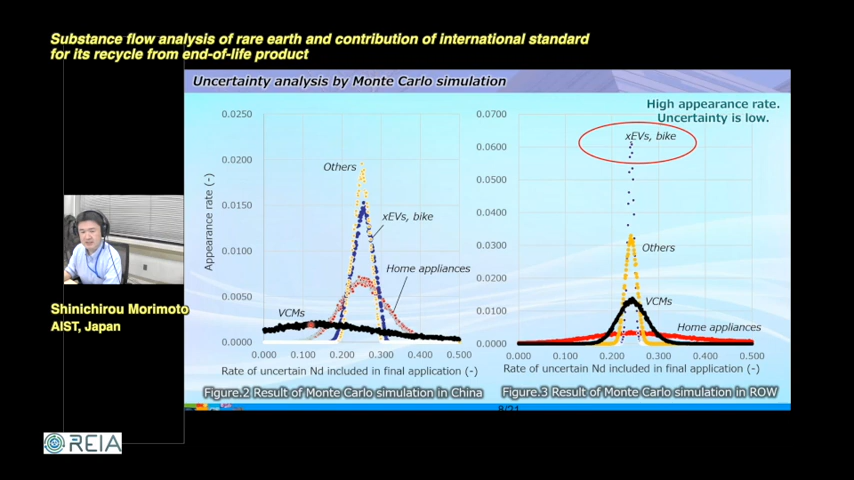 Substance flow analysis of rare earth and contribution of international standard
for its recycle from end-of-life product
Uncertainty analysis by Monte Carlo simulation
High appearance rate.
Uncertainty is low.
0.0250
0.0200
0.0150
0.0100
0.0050
0.0000
Appearance rate (-)
Others
xEVs, bike
Home appliances
VCMs
0.000 0.100 0.200 0.300 0.400 0.500
Rate of uncertain Nd included in final application (-)
Figure.2 Result of Monte Carlo simulation in China
0.0700
0.0600
0.0500
0.0400
0.0300
0.0200
0.0100
0.0000
xEVs, bike
Others
VCMs
Home appliances
0.000 0.100 0.200 0.300 0.400 0.500
Rate of uncertain Nd included in final application (-)
Figure.3 Result of Monte Carlo simulation in ROW
8/21
Shinichirou Morimoto
AIST, Japan
REIA